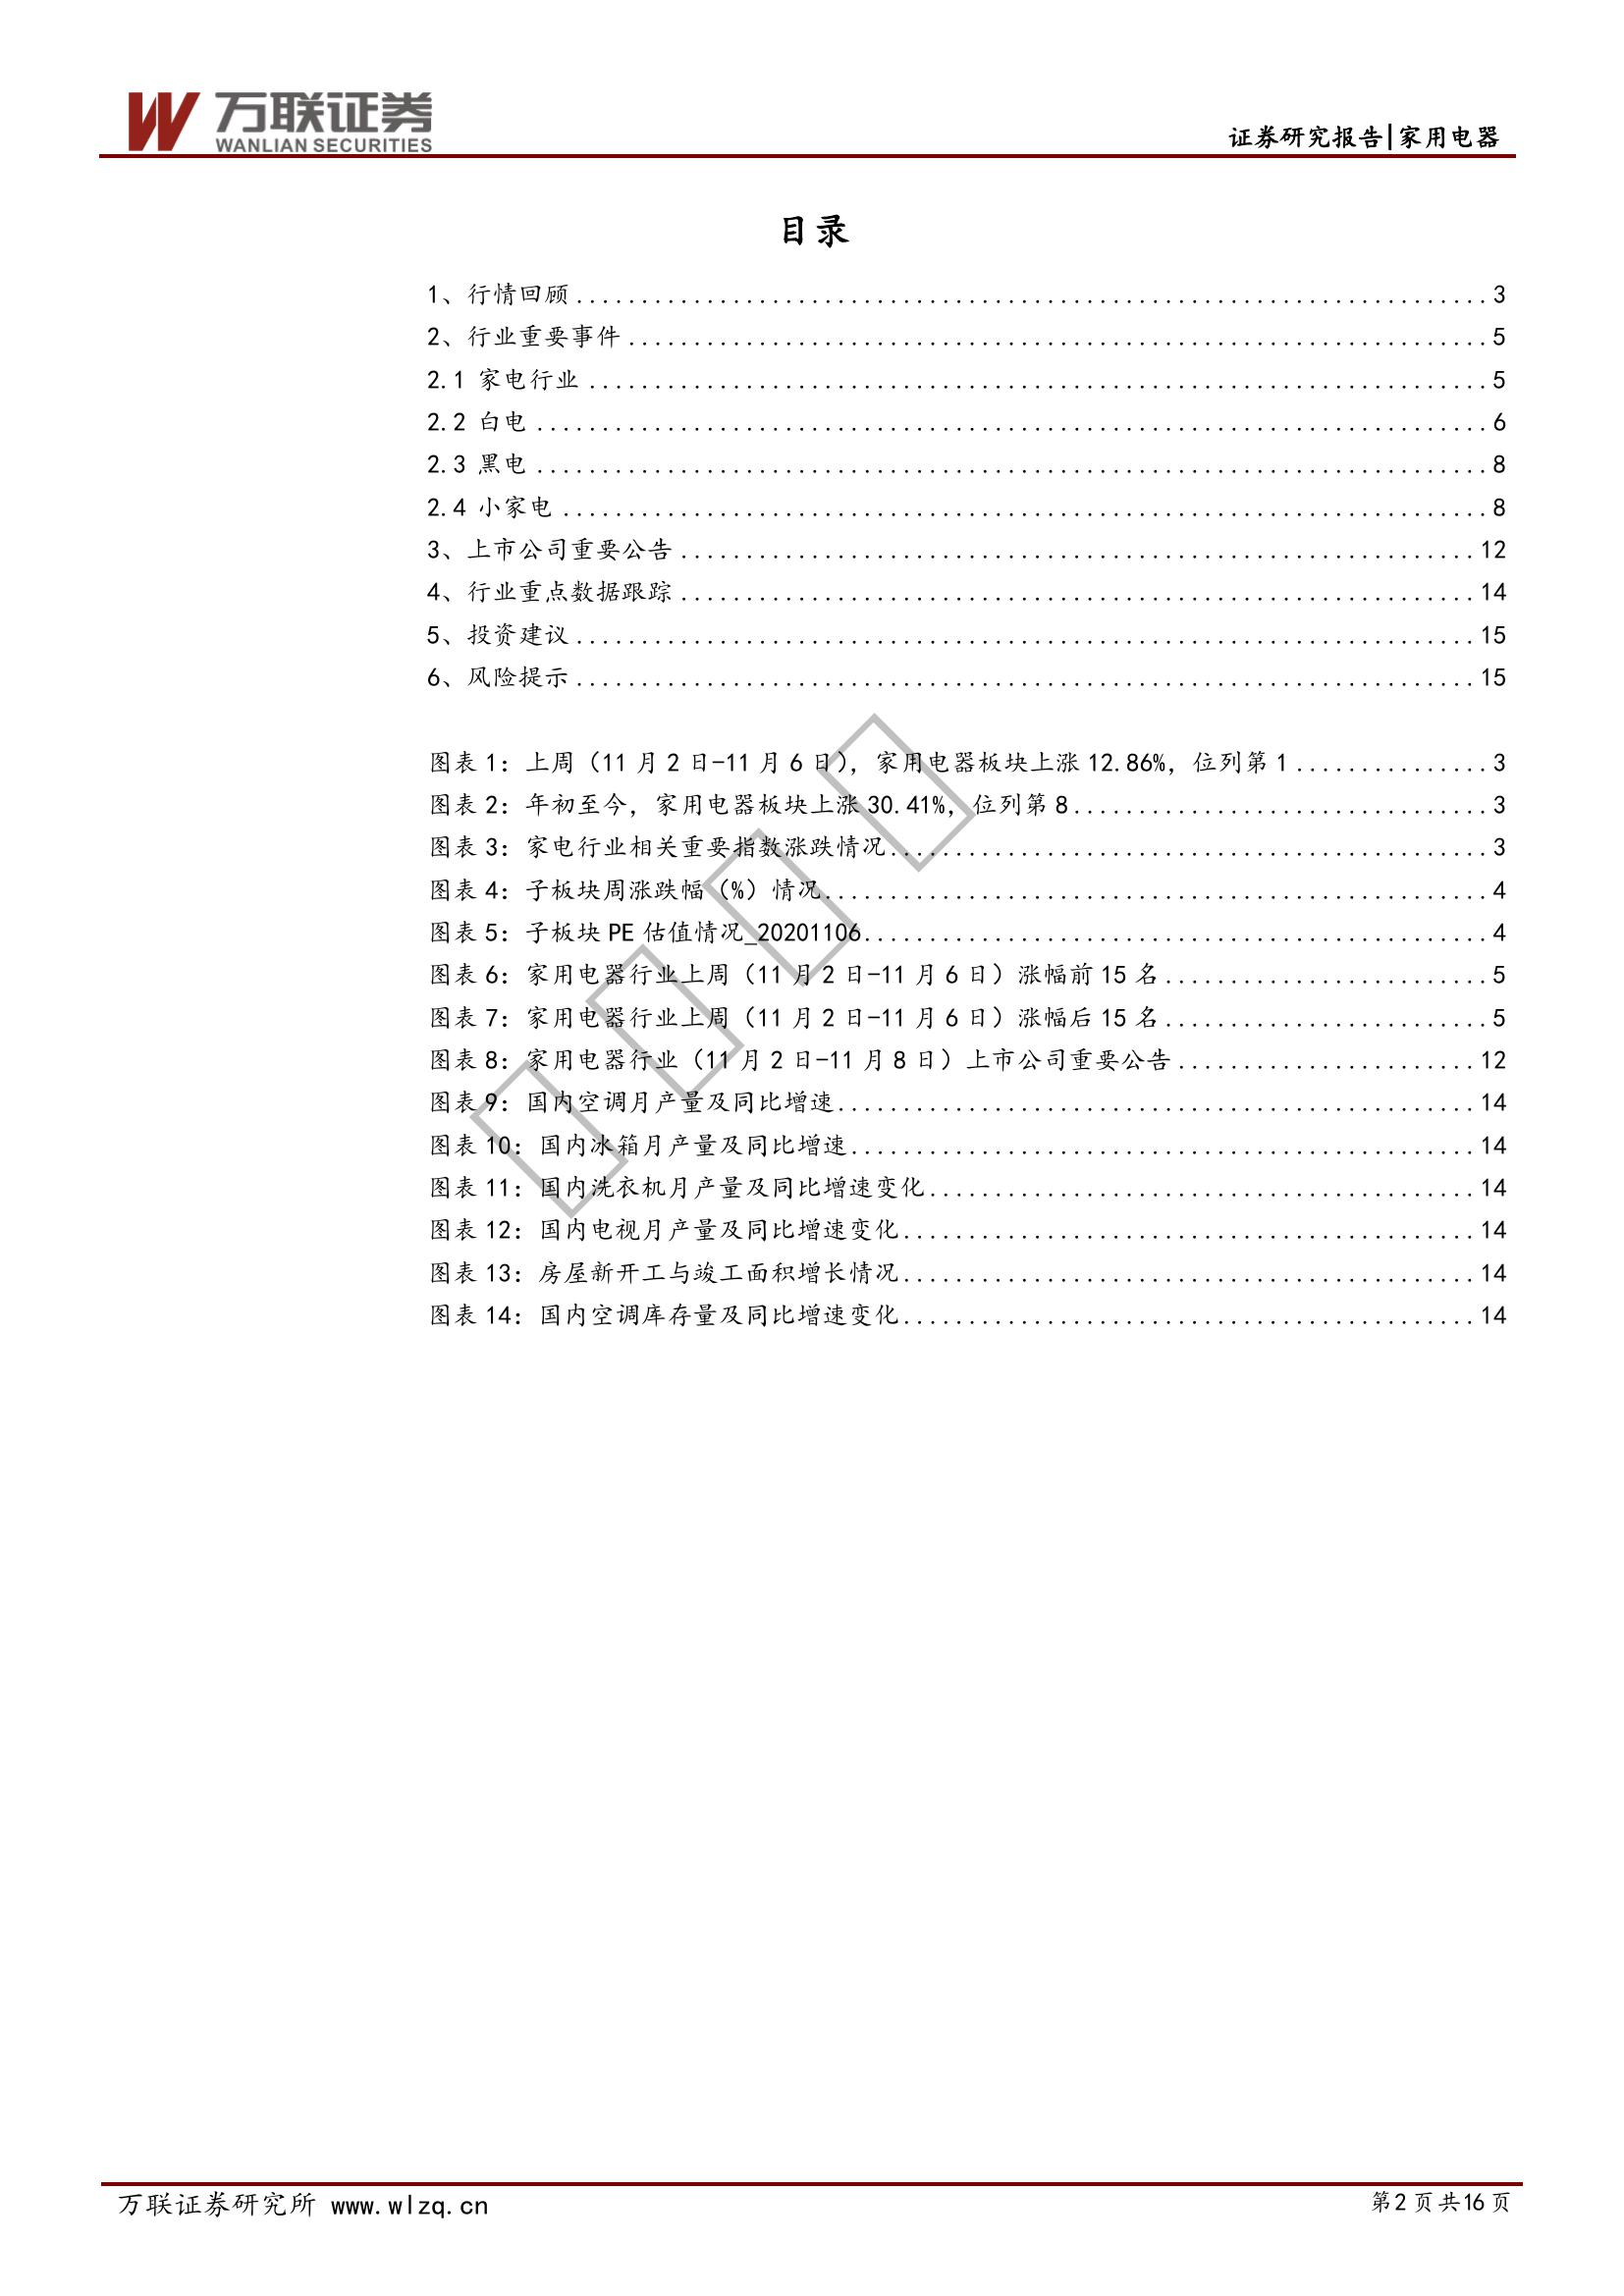 万联证券
WANLIAN SECURITIES
证券研究报告|家用电器
目录
1、行情回顾 3
2、行业重要事件 5
2.1 家电行业 5
2.2 白电 6
2.3 黑电 8
2.4 小家电 8
3、上市公司重要公告 12
4、行业重点数据跟踪 14
5、投资建议 15
6、风险提示 15
图表 1：上周（11 月 2 日-11 月 6 日），家用电器板块上涨 12.86%，位列第 1 3
图表 2：年初至今，家用电器板块上涨 30.41%，位列第 8 3
图表 3：家电行业相关重要指数涨跌情况 3
图表 4：子板块周涨跌幅（%）情况 4
图表 5：子板块 PE 估值情况_20201106 4
图表 6：家用电器行业上周（11 月 2 日-11 月 6 日）涨幅前 15 名 5
图表 7：家用电器行业上周（11 月 2 日-11 月 6 日）涨幅后 15 名 5
图表 8：家用电器行业（11 月 2 日-11 月 8 日）上市公司重要公告 12
图表 9：国内空调月产量及同比增速 14
图表 10：国内冰箱月产量及同比增速 14
图表 11：国内洗衣机月产量及同比增速变化 14
图表 12：国内电视月产量及同比增速变化 14
图表 13：房屋新开工与竣工面积增长情况 14
图表 14：国内空调库存量及同比增速变化 14
万联证券研究所 www.wlzq.cn
第 2 页 共 16 页